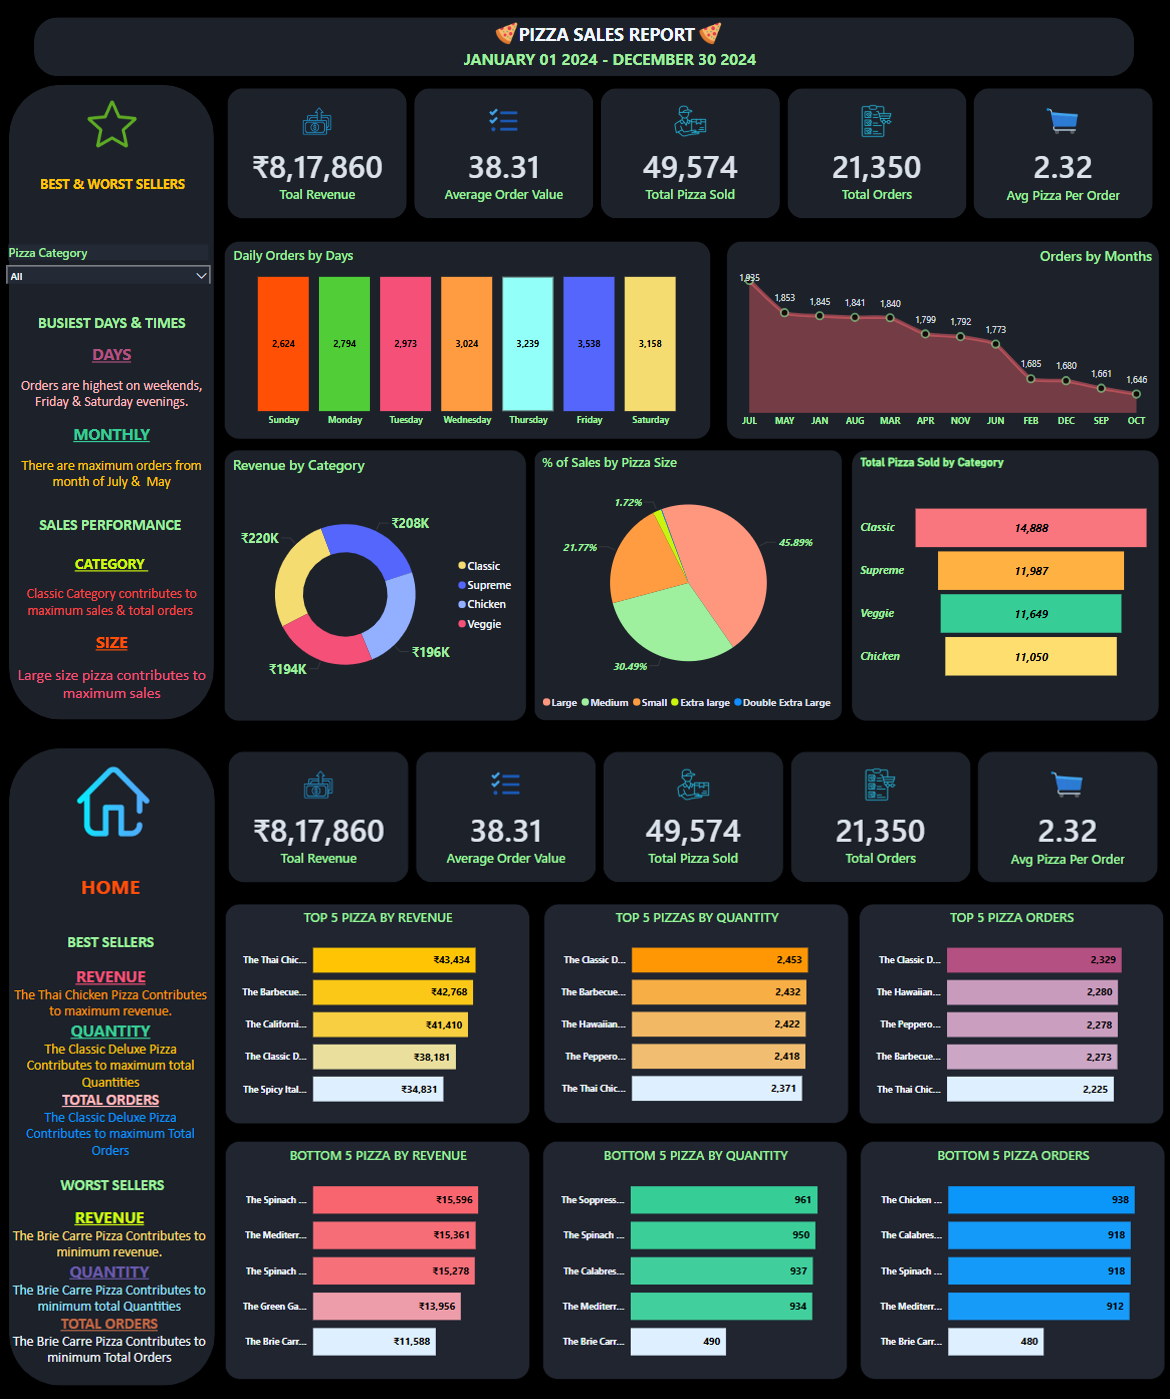 PIZZA SALES REPORT
JANUARY 01 2024 - DECEMBER 30 2024
BEST & WORST SELLERS
Pizza Category
All
BUSIEST DAYS & TIMES
DAYS
Orders are highest on weekends,
Friday & Saturday evenings.
MONTHLY
There are maximum orders from
month of July & May
SALES PERFORMANCE
CATEGORY
Classic Category contributes to
maximum sales & total orders
SIZE
Large size pizza contributes to
maximum sales
₹8,17,860
Toal Revenue
38.31
Average Order Value
49,574
Total Pizza Sold
21,350
Total Orders
2.32
Avg Pizza Per Order
Daily Orders by Days
2,624 2,794 2,973 3,024 3,239 3,538 3,158
Sunday Monday Tuesday Wednesday Thursday Friday Saturday
Orders by Months
1,935 1,853 1,845 1,841 1,840 1,799 1,792 1,773 1,685 1,680 1,661 1,646
JUL MAY JAN AUG MAR APR NOV JUN FEB DEC SEP OCT
Revenue by Category
₹208K
₹220K
₹196K
₹194K
Classic
Supreme
Chicken
Veggie
% of Sales by Pizza Size
1.72%
45.89%
21.77%
30.49%
Large Medium Small Extra large Double Extra Large
Total Pizza Sold by Category
Classic 14,888
Supreme 11,987
Veggie 11,649
Chicken 11,050
HOME
BEST SELLERS
REVENUE
The Thai Chicken Pizza Contributes
to maximum revenue.
QUANTITY
The Classic Deluxe Pizza
Contributes to maximum total
Quantities
TOTAL ORDERS
The Classic Deluxe Pizza
Contributes to maximum Total
Orders
WORST SELLERS
REVENUE
The Brie Carre Pizza Contributes to
minimum revenue.
QUANTITY
The Brie Carre Pizza Contributes to
minimum total Quantities
TOTAL ORDERS
The Brie Carre Pizza Contributes to
minimum Total Orders
₹8,17,860
Toal Revenue
38.31
Average Order Value
49,574
Total Pizza Sold
21,350
Total Orders
2.32
Avg Pizza Per Order
TOP 5 PIZZA BY REVENUE
The Thai Chic... ₹43,434
The Barbecue... ₹42,768
The Californi... ₹41,410
The Classic D... ₹38,181
The Spicy Ital... ₹34,831
TOP 5 PIZZAS BY QUANTITY
The Classic D... 2,453
The Barbecue... 2,432
The Hawaiian... 2,422
The Peppero... 2,418
The Thai Chic... 2,371
TOP 5 PIZZA ORDERS
The Classic D... 2,329
The Hawaiian... 2,280
The Peppero... 2,278
The Barbecue... 2,273
The Thai Chic... 2,225
BOTTOM 5 PIZZA BY REVENUE
The Spinach ... ₹15,596
The Mediterr... ₹15,361
The Spinach ... ₹15,278
The Green Ga... ₹13,956
The Brie Carr... ₹11,588
BOTTOM 5 PIZZA BY QUANTITY
The Soppress... 961
The Spinach ... 950
The Calabres... 937
The Mediterr... 934
The Brie Carr... 490
BOTTOM 5 PIZZA ORDERS
The Chicken ... 938
The Calabres... 918
The Spinach ... 918
The Mediterr... 912
The Brie Carr... 480